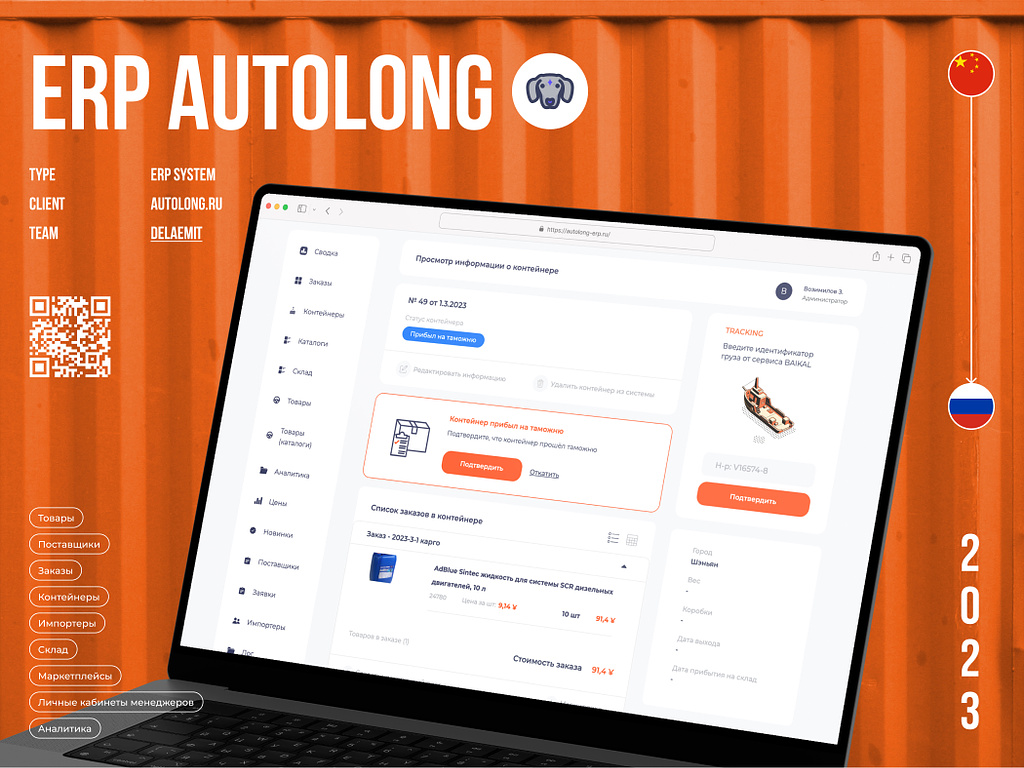 ERP AUTOLONG
TYPE
ERP SYSTEM
CLIENT
AUTOLONG.RU
TEAM
DELAEMIT
https://autolong-erp.ru/
Сводка
Заказы
Контейнеры
Каталоги
Склад
Товары
Товары
(каталоги)
Аналитика
Цены
Новинки
Поставщики
Заявки
Импортеры
Просмотр информации о контейнере
В
Возимилов З.
Администратор
№ 49 от 1.3.2023
Статус контейнера
Прибыл на таможню
Редактировать информацию
Удалить контейнер из системы
Контейнер прибыл на таможню
Подтвердите, что контейнер прошёл таможню
Подтвердить
Откатить
Список заказов в контейнере
Заказ - 2023-3-1 карго
AdBlue Sintec жидкость для системы SCR дизельных
двигателей, 10 л
24780
Цена за шт: 9,14 ¥
10 шт
91,4 ¥
Товаров в заказе (1)
Стоимость заказа
91,4 ¥
TRACKING
Введите идентификатор
груза от сервиса BAIKAL
Н-р: V16574-8
Подтвердить
Город
Шэньян
Вес
-
Коробки
-
Дата выхода
-
Дата прибытия на склад
-
Товары
Поставщики
Заказы
Контейнеры
Импортеры
Склад
Маркетплейсы
Личные кабинеты менеджеров
Аналитика
2
0
2
3